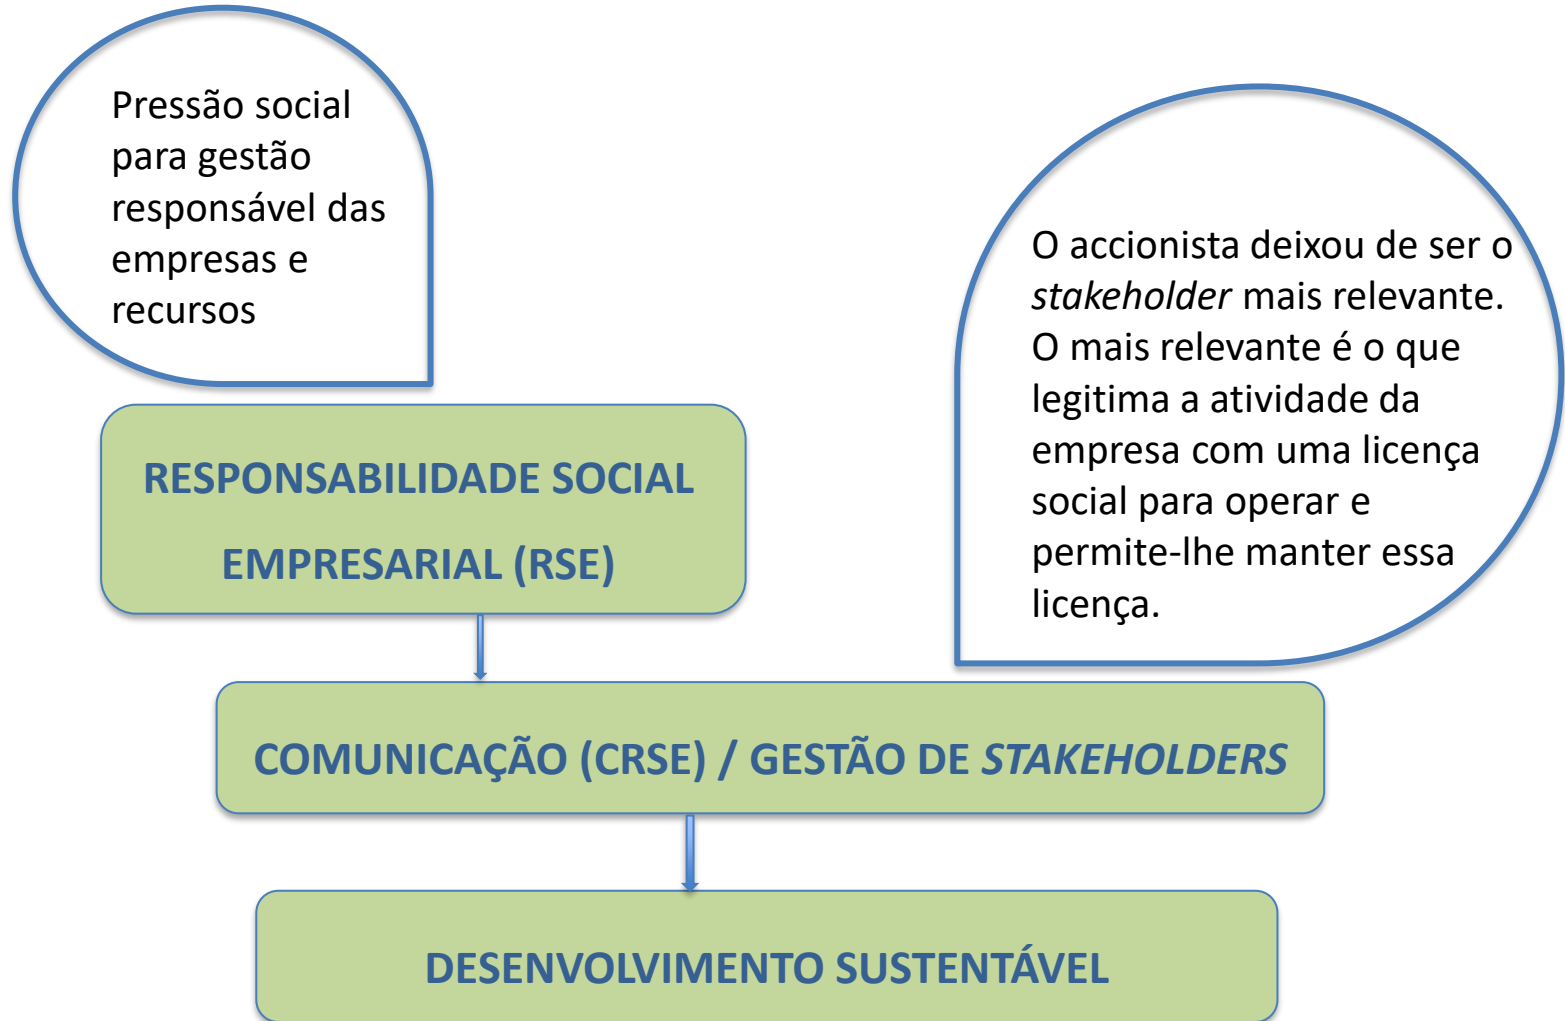 Pressão social
para gestão
responsável das
empresas e
recursos
O accionista deixou de ser o
stakeholder mais relevante.
O mais relevante é o que
legitima a atividade da
empresa com uma licença
social para operar e
permite-lhe manter essa
licença.
RESPONSABILIDADE SOCIAL
EMPRESARIAL (RSE)
COMUNICAÇÃO (CRSE) / GESTÃO DE STAKEHOLDERS
DESENVOLVIMENTO SUSTENTÁVEL